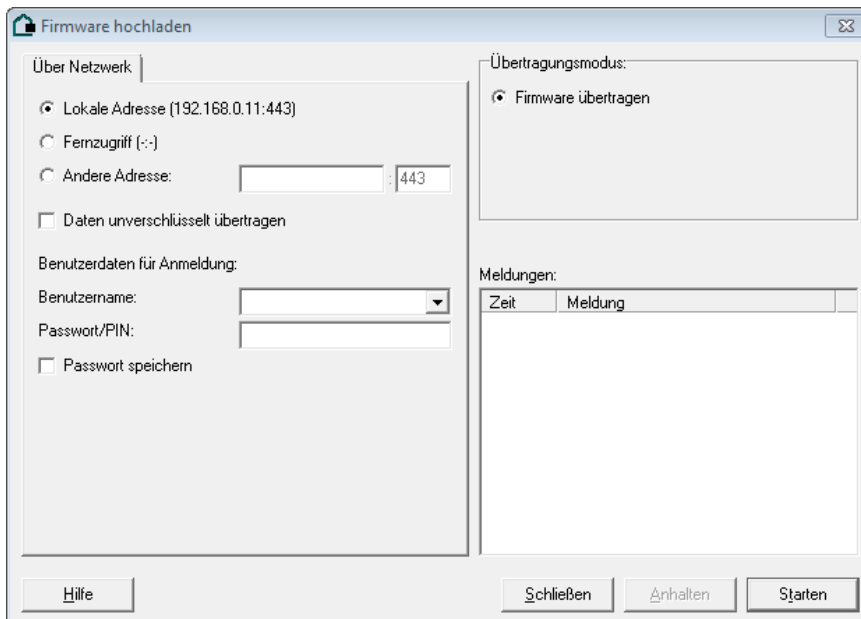 Firmware hochladen
Über Netzwerk
Lokale Adresse (192.168.0.11:443)
Fernzugriff (-:-)
Andere Adresse: : 443
Daten unverschlüsselt übertragen
Benutzerdaten für Anmeldung:
Benutzername:
Passwort/PIN:
Passwort speichern
Übertragungsmodus:
Firmware übertragen
Meldungen:
Zeit Meldung
Hilfe
Schließen Anhalten Starten